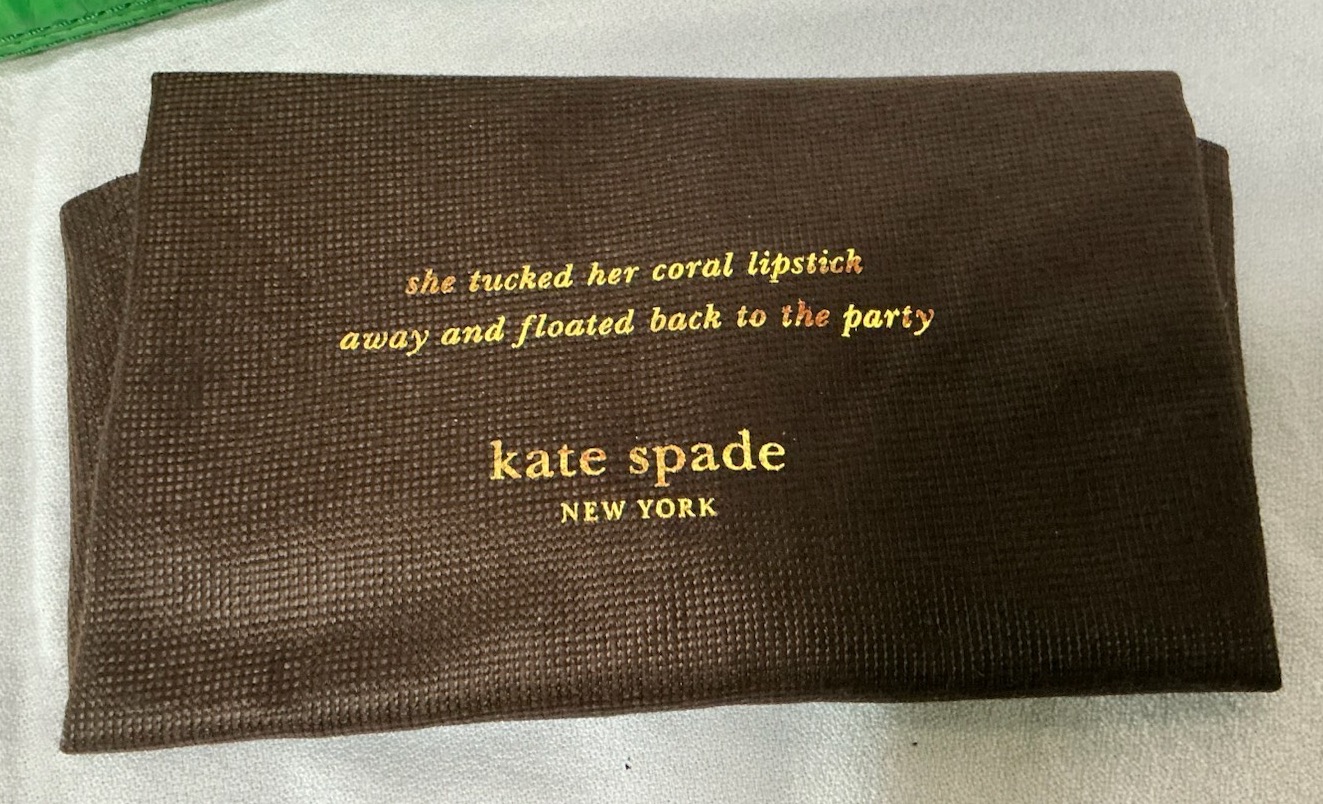 she tucked her coral lipstick
away and floated back to the party
kate spade
NEW YORK